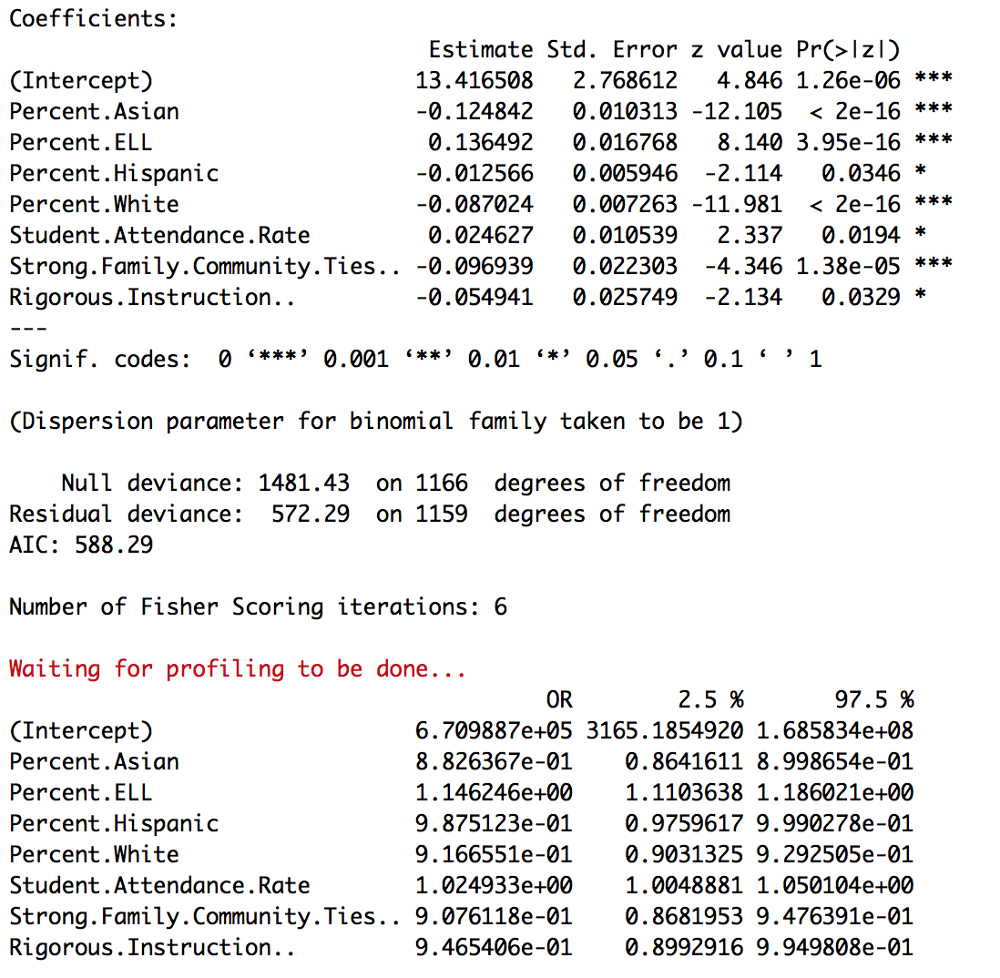 Coefficients:
Estimate Std. Error z value Pr(>|z|)
(Intercept) 13.416508 2.768612 4.846 1.26e-06 ***
Percent.Asian -0.124842 0.010313 -12.105 < 2e-16 ***
Percent.ELL 0.136492 0.016768 8.140 3.95e-16 ***
Percent.Hispanic -0.012566 0.005946 -2.114 0.0346 *
Percent.White -0.087024 0.007263 -11.981 < 2e-16 ***
Student.Attendance.Rate 0.024627 0.010539 2.337 0.0194 *
Strong.Family.Community.Ties.. -0.096939 0.022303 -4.346 1.38e-05 ***
Rigorous.Instruction.. -0.054941 0.025749 -2.134 0.0329 *
---
Signif. codes: 0 ‘***’ 0.001 ‘**’ 0.01 ‘*’ 0.05 ‘.’ 0.1 ‘ ’ 1
(Dispersion parameter for binomial family taken to be 1)
Null deviance: 1481.43 on 1166 degrees of freedom
Residual deviance: 572.29 on 1159 degrees of freedom
AIC: 588.29
Number of Fisher Scoring iterations: 6
Waiting for profiling to be done...
OR 2.5 % 97.5 %
(Intercept) 6.709887e+05 3165.1854920 1.685834e+08
Percent.Asian 8.826367e-01 0.8641611 8.998654e-01
Percent.ELL 1.146246e+00 1.1103638 1.186021e+00
Percent.Hispanic 9.875123e-01 0.9759617 9.990278e-01
Percent.White 9.166551e-01 0.9031325 9.292505e-01
Student.Attendance.Rate 1.024933e+00 1.0048881 1.050104e+00
Strong.Family.Community.Ties.. 9.076118e-01 0.8681953 9.476391e-01
Rigorous.Instruction.. 9.465406e-01 0.8992916 9.949808e-01